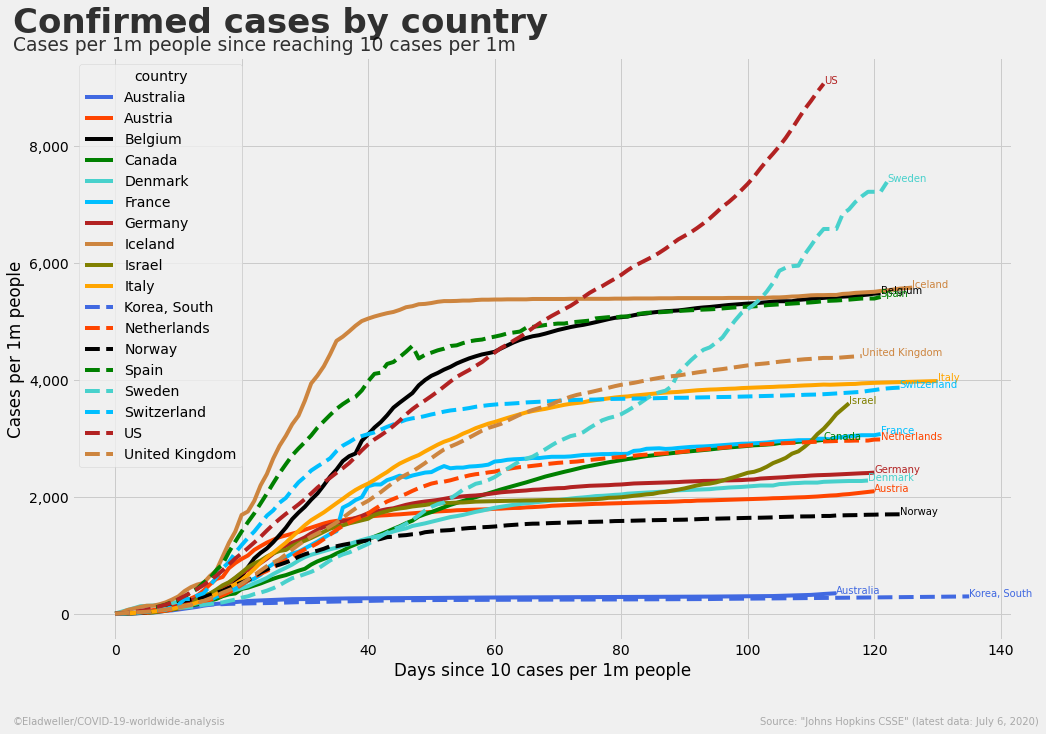 Confirmed cases by country
Cases per 1m people since reaching 10 cases per 1m
country
Australia
Austria
Belgium
Canada
Denmark
France
Germany
Iceland
Israel
Italy
Korea, South
Netherlands
Norway
Spain
Sweden
Switzerland
US
United Kingdom
Cases per 1m people
8,000
6,000
4,000
2,000
0
US
Sweden
Iceland
Belgium
Spain
United Kingdom
Italy
Switzerland
Israel
France
Canada
Netherlands
Germany
Denmark
Austria
Norway
Australia
Korea, South
0 20 40 60 80 100 120 140
Days since 10 cases per 1m people
©Eladweller/COVID-19-worldwide-analysis
Source: "Johns Hopkins CSSE" (latest data: July 6, 2020)